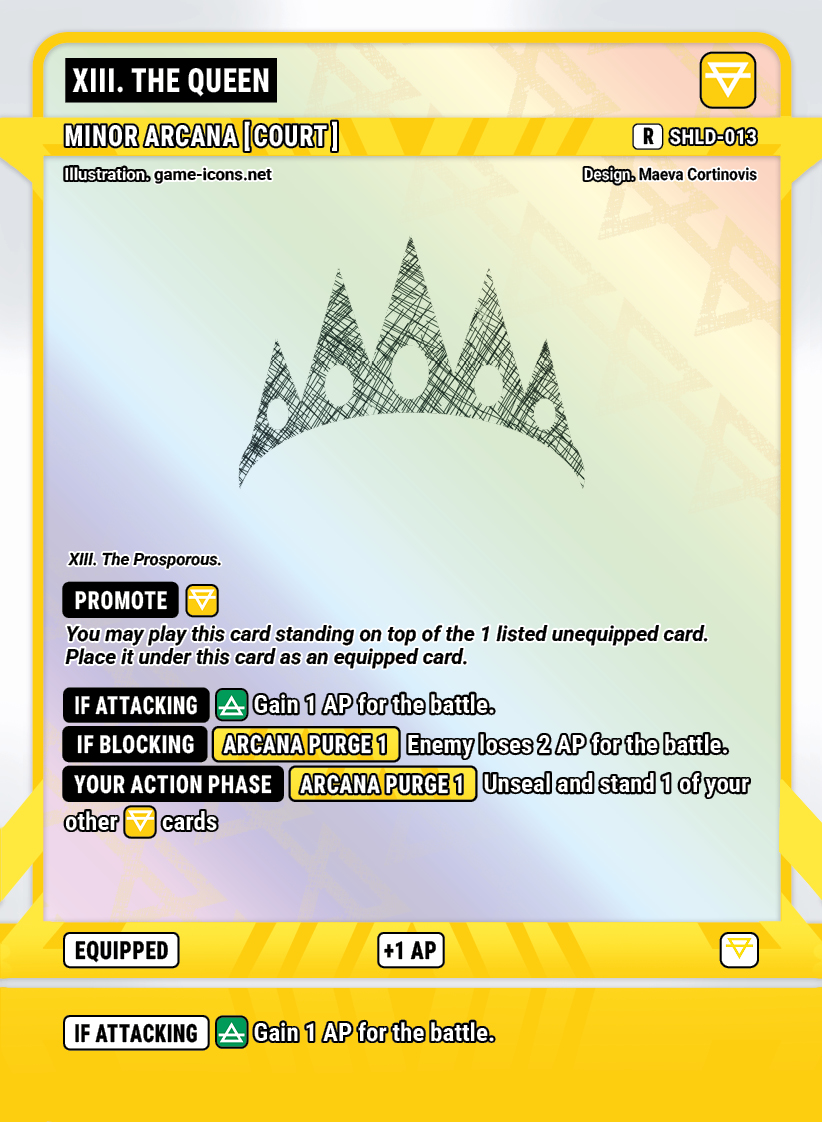 XIII. THE QUEEN
MINOR ARCANA [COURT]
R SHLD-013
Illustration. game-icons.net
Design. Maeva Cortinovis
XIII. The Prosporous.
PROMOTE
You may play this card standing on top of the 1 listed unequipped card.
Place it under this card as an equipped card.
IF ATTACKING Gain 1 AP for the battle.
IF BLOCKING ARCANA PURGE 1 Enemy loses 2 AP for the battle.
YOUR ACTION PHASE ARCANA PURGE 1 Unseal and stand 1 of your
other cards
EQUIPPED +1 AP
IF ATTACKING Gain 1 AP for the battle.